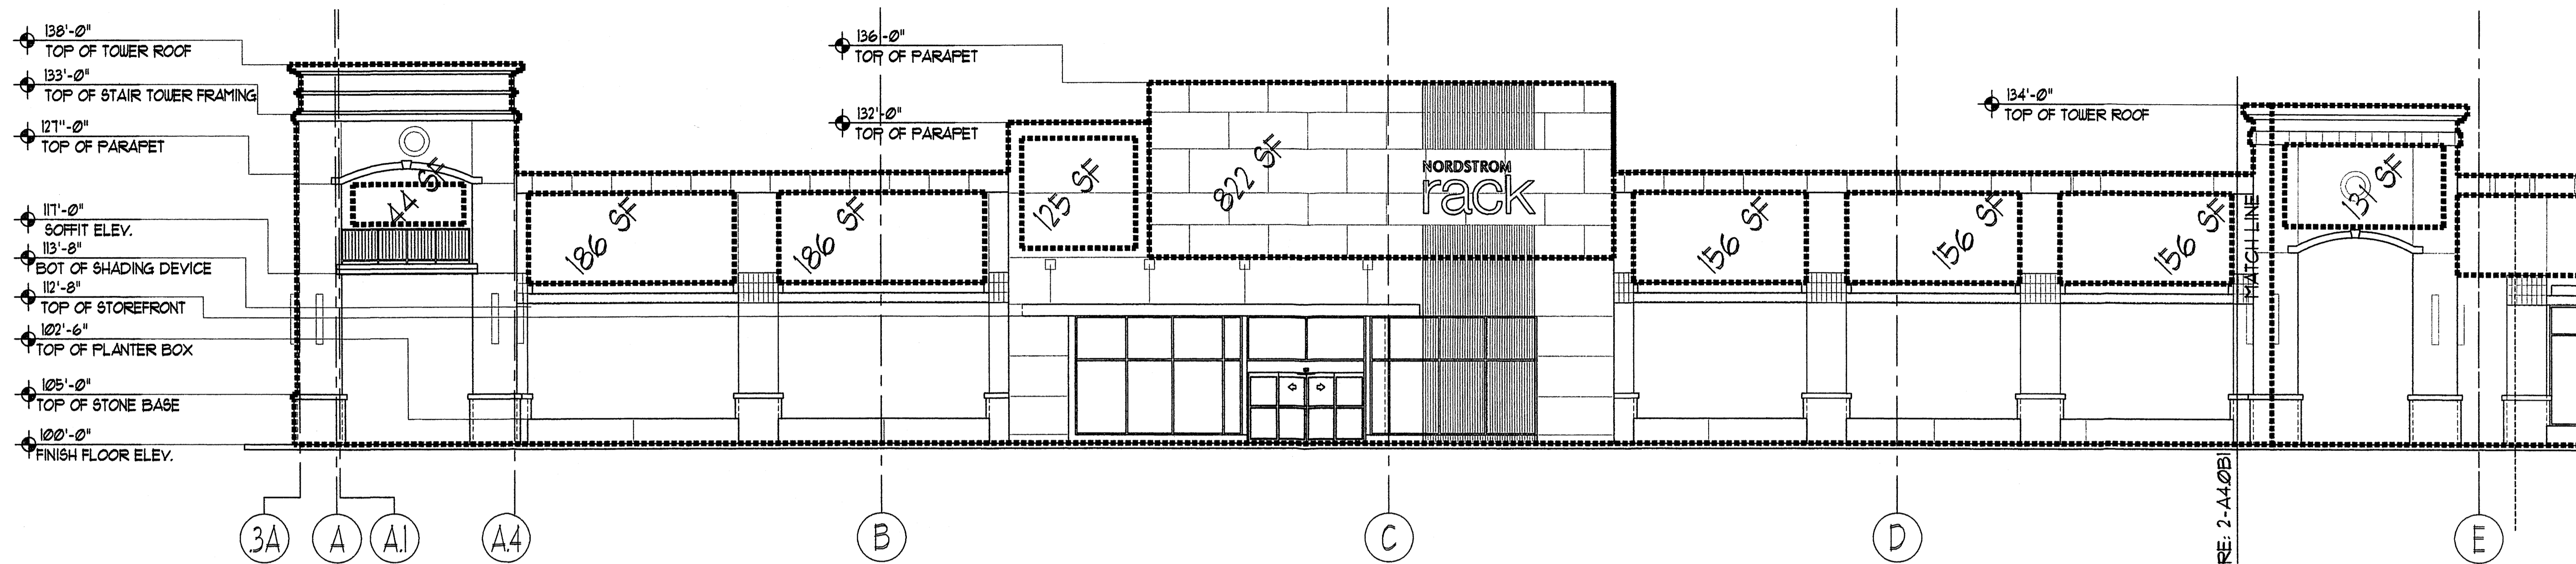 138'-0"
TOP OF TOWER ROOF
133'-0"
TOP OF STAIR TOWER FRAMING
127"-0"
TOP OF PARAPET
117'-0"
SOFFIT ELEV.
113'-8"
BOT OF SHADING DEVICE
112'-8"
TOP OF STOREFRONT
102'-6"
TOP OF PLANTER BOX
105'-0"
TOP OF STONE BASE
100'-0"
FINISH FLOOR ELEV.
136'-0"
TOP OF PARAPET
132'-0"
TOP OF PARAPET
134'-0"
TOP OF TOWER ROOF
44 SF
186 SF
186 SF
125 SF
822 SF
NORDSTROM
rack
156 SF
156 SF
156 SF
MATCH LINE
131 SF
.3A
A
A.1
A.4
B
C
D
RE: 2-A4.0B1
E